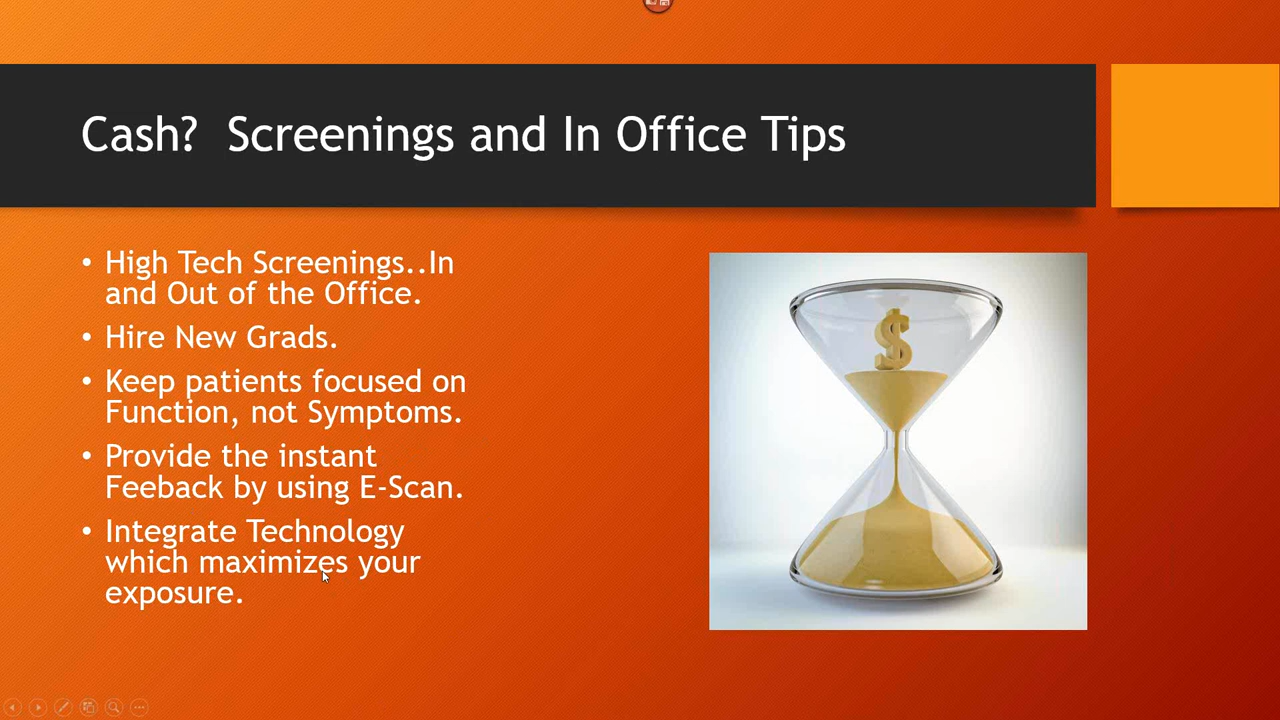 Cash?  Screenings and In Office Tips
• High Tech Screenings..In
and Out of the Office.
• Hire New Grads.
• Keep patients focused on
Function, not Symptoms.
• Provide the instant
Feeback by using E-Scan.
• Integrate Technology
which maximizes your
exposure.
$